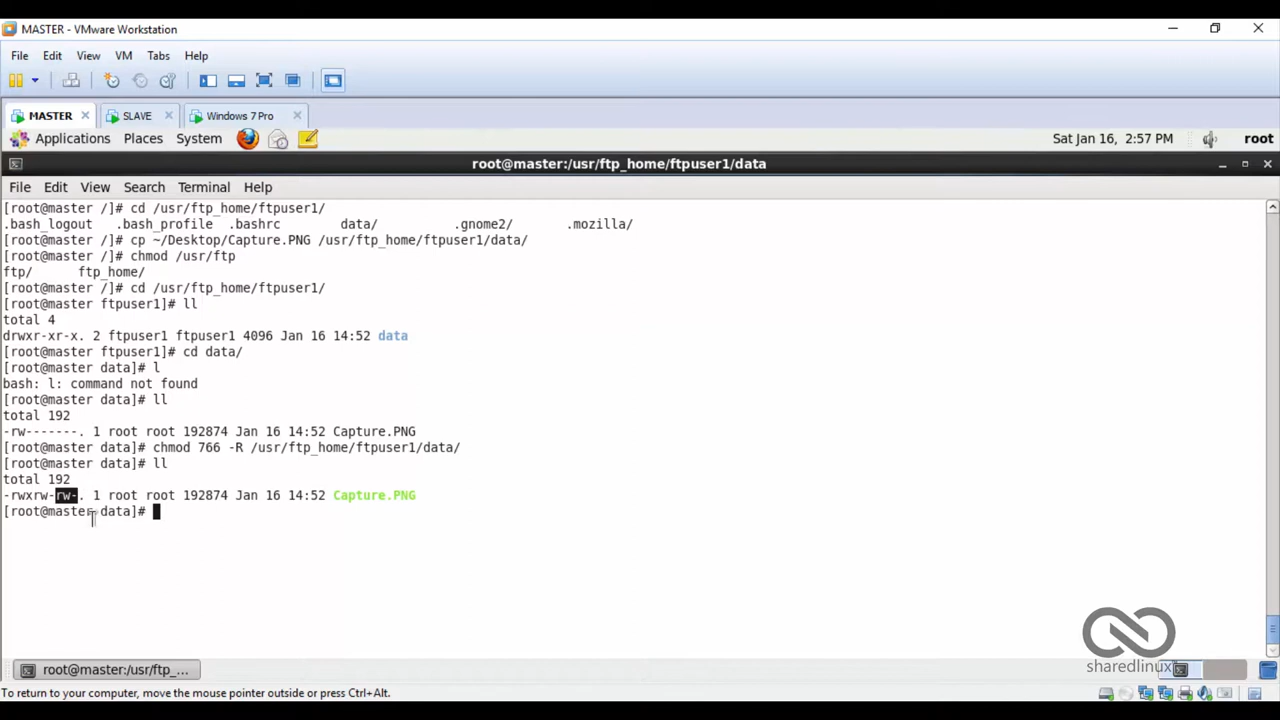 MASTER - VMware Workstation
File Edit View VM Tabs Help
MASTER SLAVE Windows 7 Pro
Applications Places System Sat Jan 16, 2:57 PM root
root@master:/usr/ftp_home/ftpuser1/data
File Edit View Search Terminal Help
[root@master /]# cd /usr/ftp_home/ftpuser1/
.bash_logout .bash_profile .bashrc data/ .gnome2/ .mozilla/
[root@master /]# cp ~/Desktop/Capture.PNG /usr/ftp_home/ftpuser1/data/
[root@master /]# chmod /usr/ftp
ftp/ ftp_home/
[root@master /]# cd /usr/ftp_home/ftpuser1/
[root@master ftpuser1]# ll
total 4
drwxr-xr-x. 2 ftpuser1 ftpuser1 4096 Jan 16 14:52 data
[root@master ftpuser1]# cd data/
[root@master data]# l
bash: l: command not found
[root@master data]# ll
total 192
-rw-------. 1 root root 192874 Jan 16 14:52 Capture.PNG
[root@master data]# chmod 766 -R /usr/ftp_home/ftpuser1/data/
[root@master data]# ll
total 192
-rwxrw-rw-. 1 root root 192874 Jan 16 14:52 Capture.PNG
[root@master data]#
sharedlinux
root@master:/usr/ftp_...
To return to your computer, move the mouse pointer outside or press Ctrl+Alt.